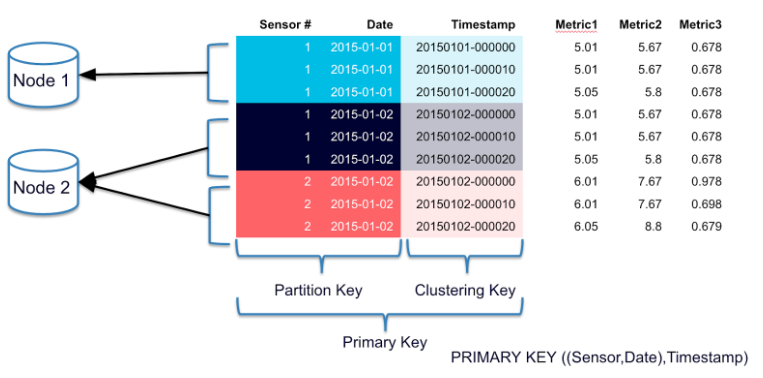 Sensor # Date Timestamp Metric1 Metric2 Metric3
1 2015-01-01 20150101-000000 5.01 5.67 0.678
Node 1 1 2015-01-01 20150101-000010 5.01 5.67 0.678
1 2015-01-01 20150101-000020 5.05 5.8 0.678
1 2015-01-02 20150102-000000 5.01 5.67 0.678
1 2015-01-02 20150102-000010 5.01 5.67 0.678
1 2015-01-02 20150102-000020 5.05 5.8 0.678
Node 2 2 2015-01-02 20150102-000000 6.01 7.67 0.978
2 2015-01-02 20150102-000010 6.01 7.67 0.698
2 2015-01-02 20150102-000020 6.05 8.8 0.679
Partition Key Clustering Key
Primary Key
PRIMARY KEY ((Sensor,Date),Timestamp)